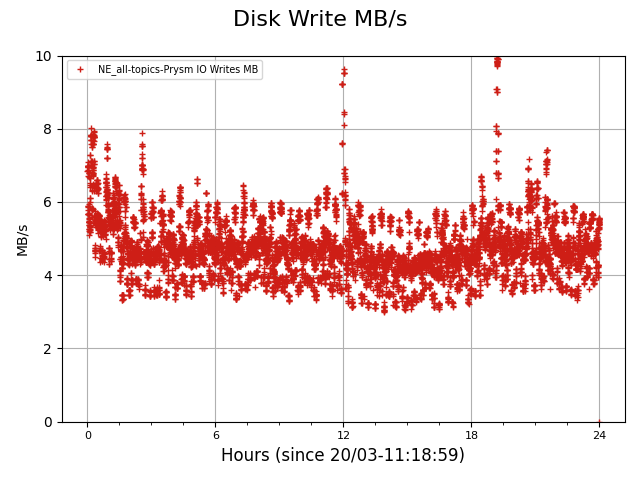 Disk Write MB/s
NE_all-topics-Prysm IO Writes MB
10
8
6
4
2
0
MB/s
0 6 12 18 24
Hours (since 20/03-11:18:59)